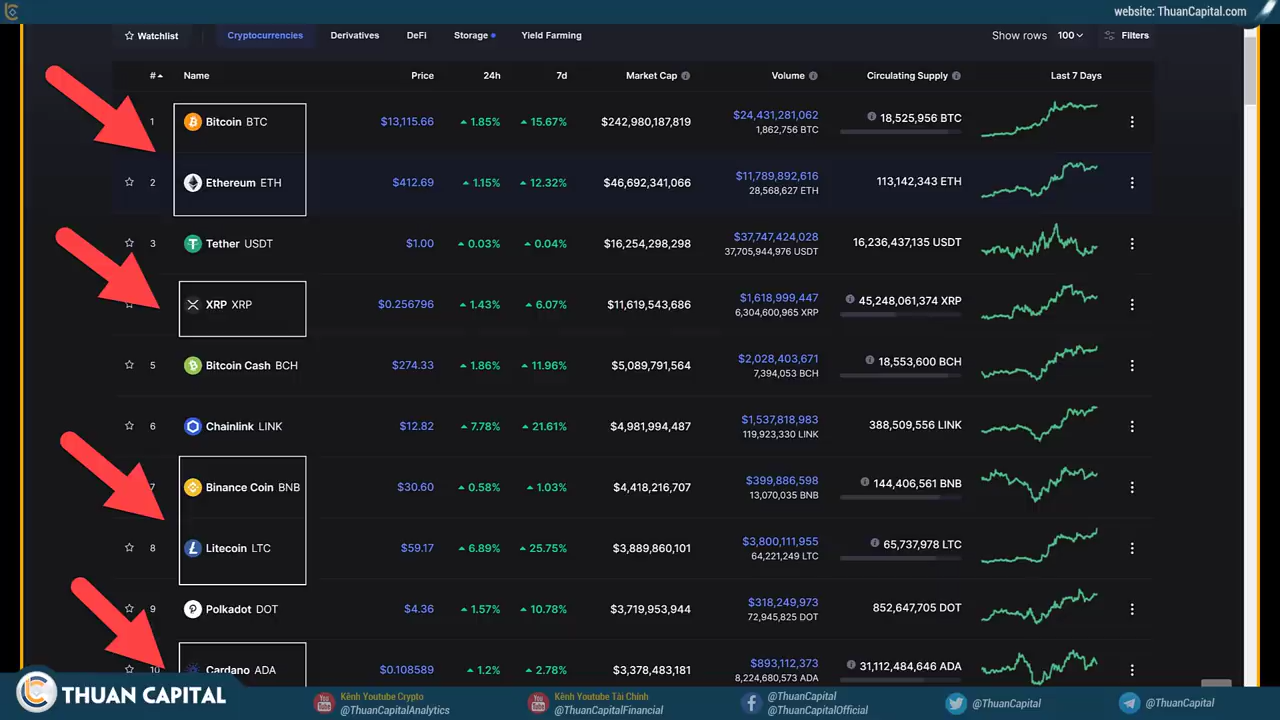 website: ThuanCapital.com
Watchlist
Cryptocurrencies
Derivatives
DeFi
Storage
Yield Farming
Show rows
100
Filters
#
Name
Price
24h
7d
Market Cap
Volume
Circulating Supply
Last 7 Days
1
Bitcoin BTC
$13,115.66
1.85%
15.67%
$242,980,187,819
$24,431,281,062
1,862,756 BTC
18,525,956 BTC
2
Ethereum ETH
$412.69
1.15%
12.32%
$46,692,341,066
$11,789,892,616
28,568,627 ETH
113,142,343 ETH
3
Tether USDT
$1.00
0.03%
0.04%
$16,254,298,298
$37,747,424,028
37,705,944,976 USDT
16,236,437,135 USDT
XRP XRP
$0.256796
1.43%
6.07%
$11,619,543,686
$1,618,999,447
6,304,600,965 XRP
45,248,061,374 XRP
5
Bitcoin Cash BCH
$274.33
1.86%
11.96%
$5,089,791,564
$2,028,403,671
7,394,053 BCH
18,553,600 BCH
6
Chainlink LINK
$12.82
7.78%
21.61%
$4,981,994,487
$1,537,818,983
119,923,330 LINK
388,509,556 LINK
7
Binance Coin BNB
$30.60
0.58%
1.03%
$4,418,216,707
$399,886,598
13,070,035 BNB
144,406,561 BNB
8
Litecoin LTC
$59.17
6.89%
25.75%
$3,889,860,101
$3,800,111,955
64,221,249 LTC
65,737,978 LTC
9
Polkadot DOT
$4.36
1.57%
10.78%
$3,719,953,944
$318,249,973
72,945,825 DOT
852,647,705 DOT
10
Cardano ADA
$0.108589
1.2%
2.78%
$3,378,483,181
$893,112,373
8,224,680,573 ADA
31,112,484,646 ADA
THUAN CAPITAL
Kênh Youtube Crypto
@ThuanCapitalAnalytics
Kênh Youtube Tài Chính
@ThuanCapitalFinancial
@ThuanCapital
@ThuanCapitalOfficial
@ThuanCapital
@ThuanCapital